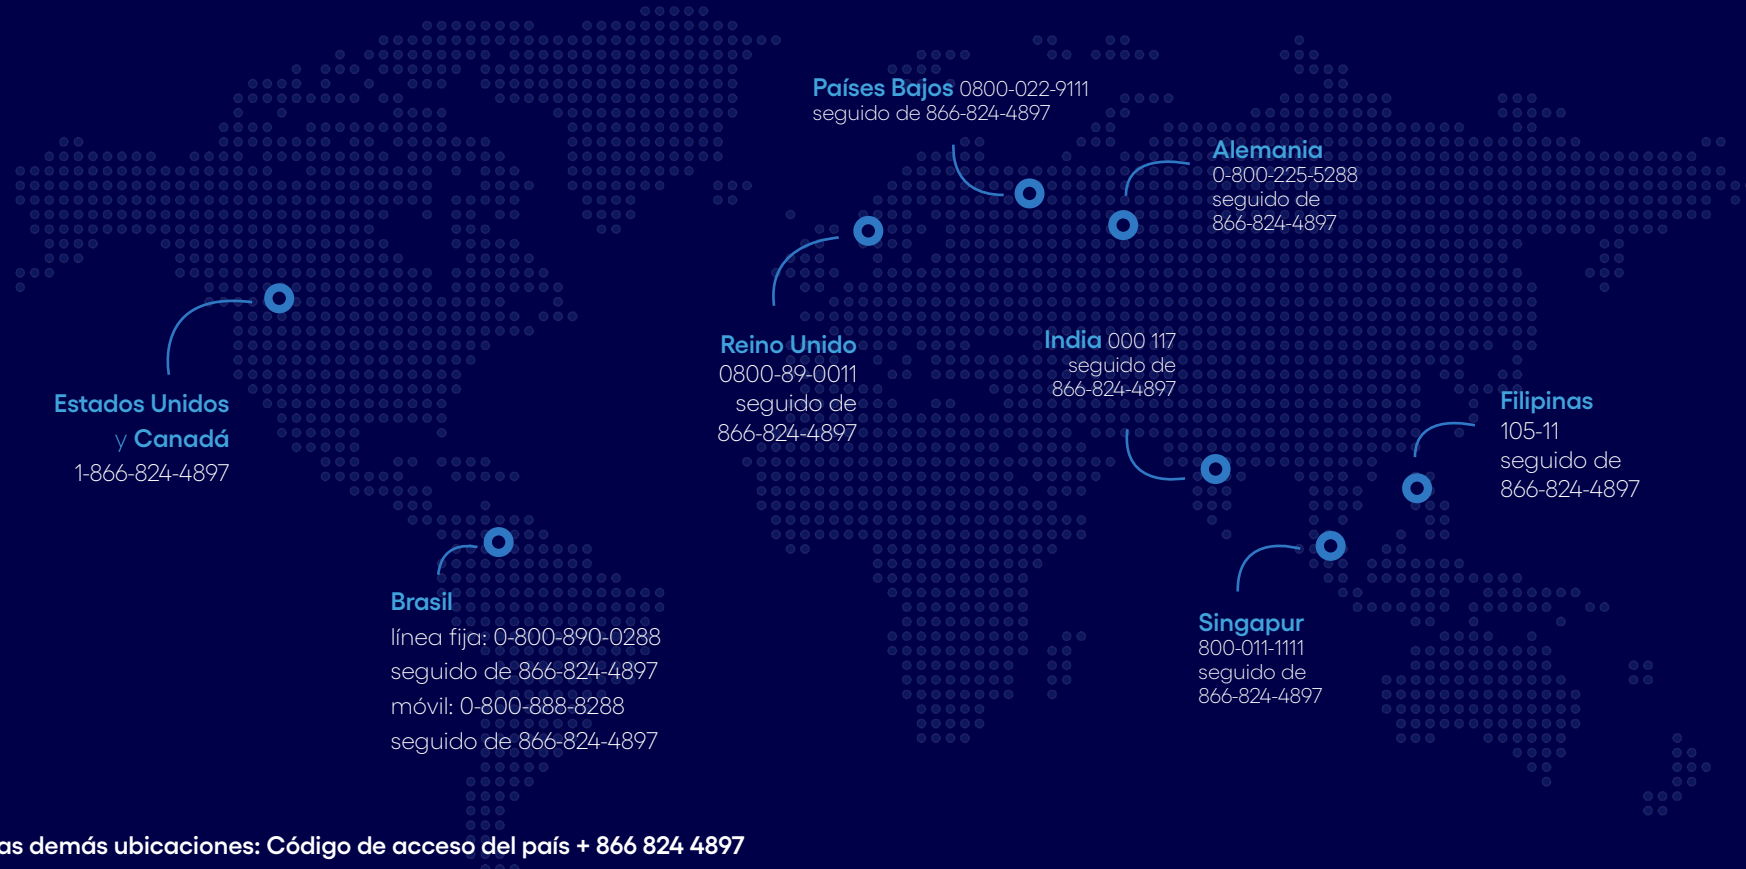 Países Bajos 0800-022-9111
seguido de 866-824-4897
Alemania
0-800-225-5288
seguido de
866-824-4897
Reino Unido
0800-89-0011
seguido de
866-824-4897
India 000 117
seguido de
866-824-4897
Estados Unidos
y Canadá
1-866-824-4897
Filipinas
105-11
seguido de
866-824-4897
Brasil
línea fija: 0-800-890-0288
seguido de 866-824-4897
móvil: 0-800-888-8288
seguido de 866-824-4897
Singapur
800-011-1111
seguido de
866-824-4897
demás ubicaciones: Código de acceso del país + 866 824 4897